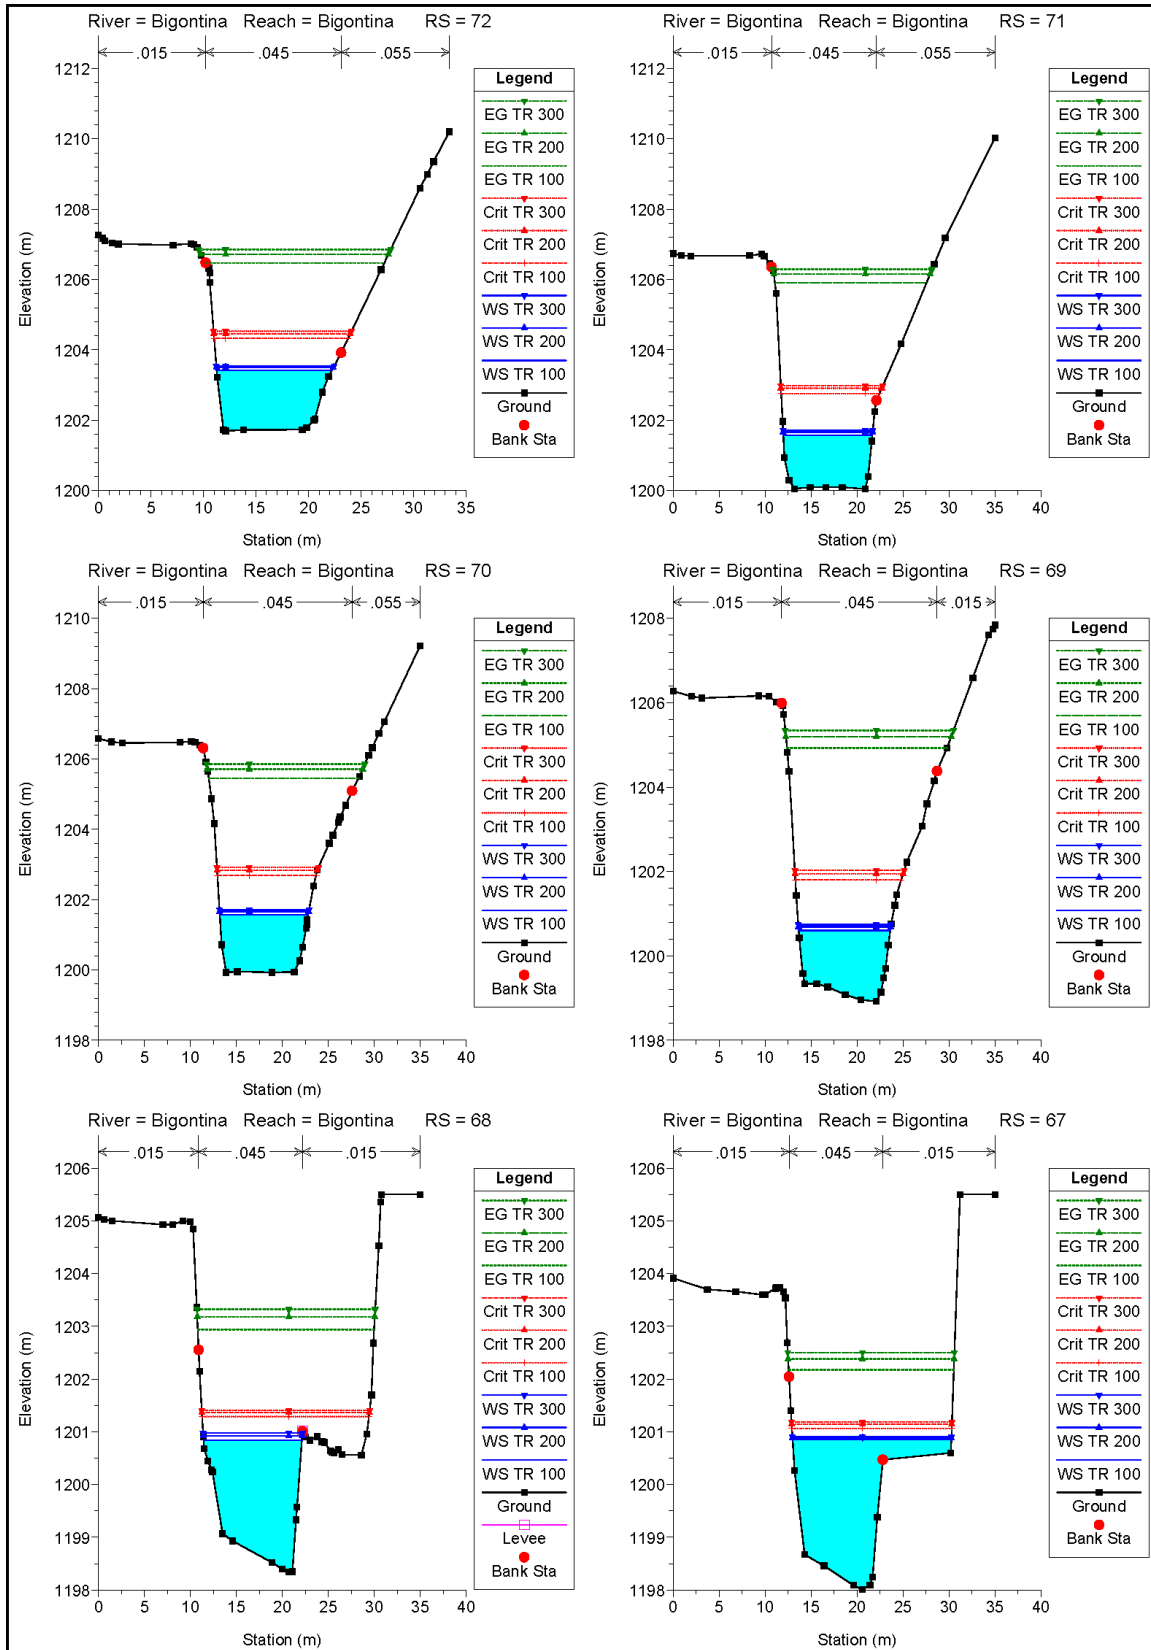 River = Bigontina Reach = Bigontina RS = 72
.015 .045 .055
1212
1210
1208
1206
1204
1202
1200
Elevation (m)
0 5 10 15 20 25 30 35
Station (m)
Legend
EG TR 300
EG TR 200
EG TR 100
Crit TR 300
Crit TR 200
Crit TR 100
WS TR 300
WS TR 200
WS TR 100
Ground
Bank Sta
River = Bigontina Reach = Bigontina RS = 71
.015 .045 .055
1212
1210
1208
1206
1204
1202
1200
Elevation (m)
0 5 10 15 20 25 30 35 40
Station (m)
Legend
EG TR 300
EG TR 200
EG TR 100
Crit TR 300
Crit TR 200
Crit TR 100
WS TR 300
WS TR 200
WS TR 100
Ground
Bank Sta
River = Bigontina Reach = Bigontina RS = 70
.015 .045 .055
1210
1208
1206
1204
1202
1200
1198
Elevation (m)
0 5 10 15 20 25 30 35 40
Station (m)
Legend
EG TR 300
EG TR 200
EG TR 100
Crit TR 300
Crit TR 200
Crit TR 100
WS TR 300
WS TR 200
WS TR 100
Ground
Bank Sta
River = Bigontina Reach = Bigontina RS = 69
.015 .045 .015
1208
1206
1204
1202
1200
1198
Elevation (m)
0 5 10 15 20 25 30 35 40
Station (m)
Legend
EG TR 300
EG TR 200
EG TR 100
Crit TR 300
Crit TR 200
Crit TR 100
WS TR 300
WS TR 200
WS TR 100
Ground
Bank Sta
River = Bigontina Reach = Bigontina RS = 68
.015 .045 .015
1206
1205
1204
1203
1202
1201
1200
1199
1198
Elevation (m)
0 5 10 15 20 25 30 35 40
Station (m)
Legend
EG TR 300
EG TR 200
EG TR 100
Crit TR 300
Crit TR 200
Crit TR 100
WS TR 300
WS TR 200
WS TR 100
Ground
Levee
Bank Sta
River = Bigontina Reach = Bigontina RS = 67
.015 .045 .015
1206
1205
1204
1203
1202
1201
1200
1199
1198
Elevation (m)
0 5 10 15 20 25 30 35 40
Station (m)
Legend
EG TR 300
EG TR 200
EG TR 100
Crit TR 300
Crit TR 200
Crit TR 100
WS TR 300
WS TR 200
WS TR 100
Ground
Bank Sta